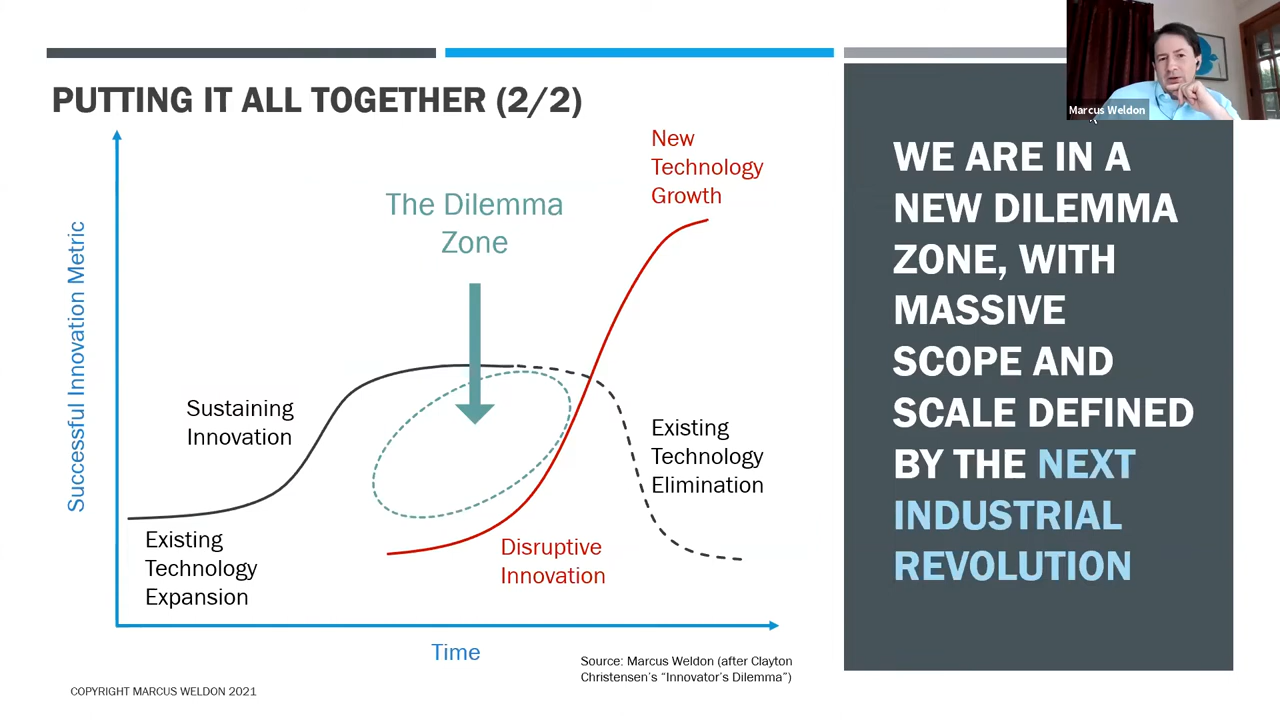 PUTTING IT ALL TOGETHER (2/2)
Marcus Weldon
New
Technology
Growth
The Dilemma
Zone
Successful Innovation Metric
Sustaining
Innovation
Existing
Technology
Elimination
Existing
Technology
Expansion
Disruptive
Innovation
Time
Source: Marcus Weldon (after Clayton
Christensen's "Innovator's Dilemma")
COPYRIGHT MARCUS WELDON 2021
WE ARE IN A
NEW DILEMMA
ZONE, WITH
MASSIVE
SCOPE AND
SCALE DEFINED
BY THE NEXT
INDUSTRIAL
REVOLUTION